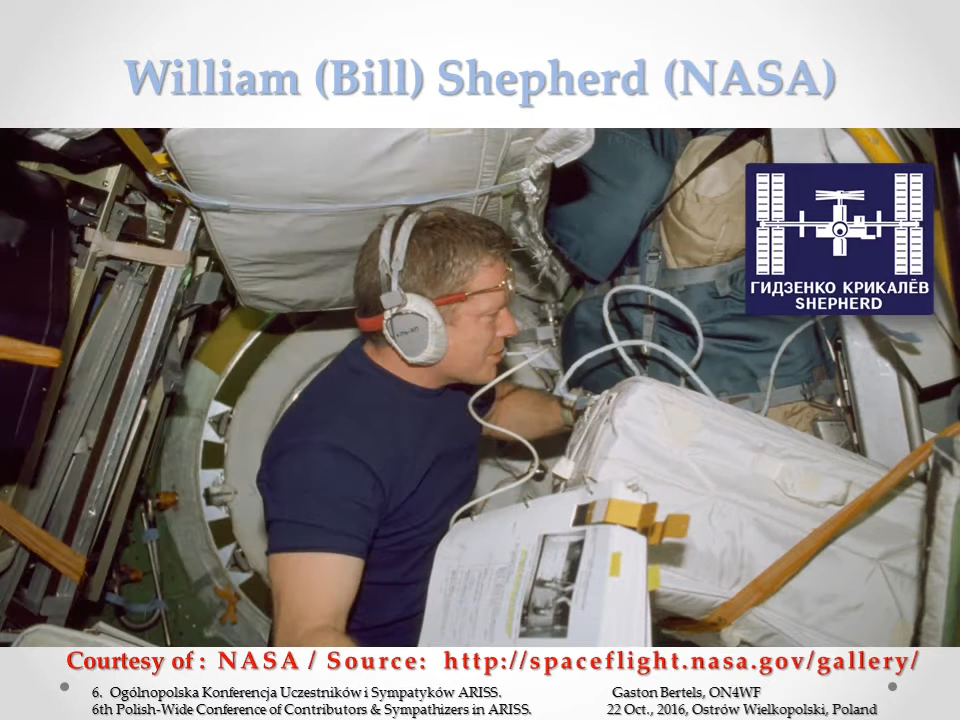 William (Bill) Shepherd (NASA)
ГИДЗЕНКО КРИКАЛЁВ
SHEPHERD
Courtesy of : NASA / Source: http://spaceflight.nasa.gov/gallery/
6. Ogólnopolska Konferencja Uczestników i Sympatyków ARISS. Gaston Bertels, ON4WF
6th Polish-Wide Conference of Contributors & Sympathizers in ARISS. 22 Oct., 2016, Ostrów Wielkopolski, Poland